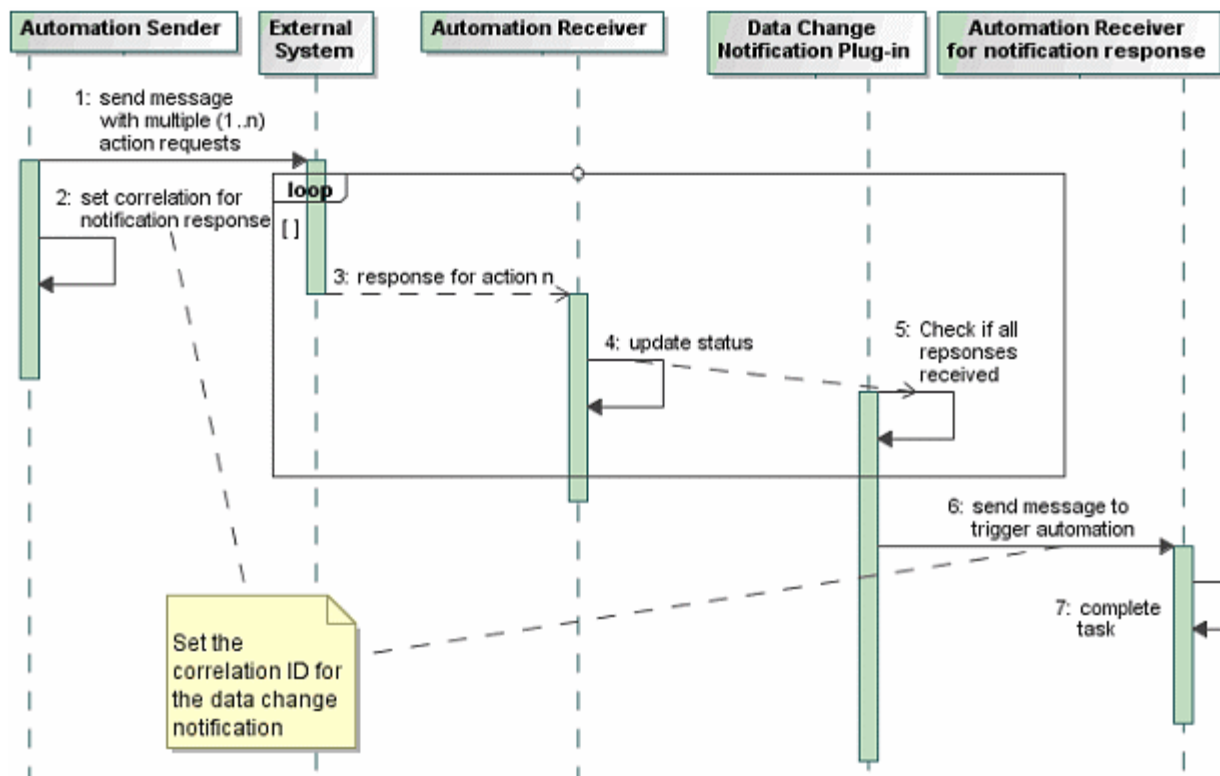 Automation Sender
External
System
Automation Receiver
Data Change
Notification Plug-in
Automation Receiver
for notification response
1: send message
with multiple (1..n)
action requests
2: set correlation for
notification response
loop
[ ]
3: response for action n
4: update status
5: Check if all
repsonses
received
6: send message to
trigger automation
7: complete
task
Set the
correlation ID for
the data change
notification